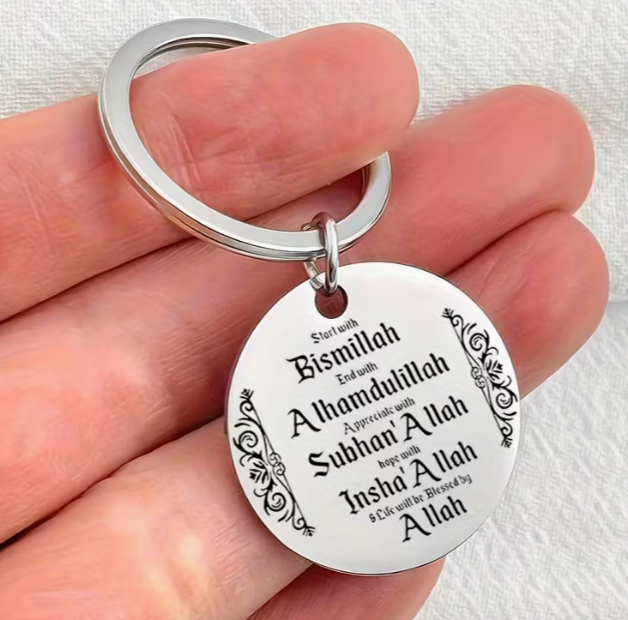 Start with
Bismillah
End with
Alhamdulillah
Appreciate with
Subhan'Allah
hope with
Insha'Allah
& Life will be Blessed by
Allah